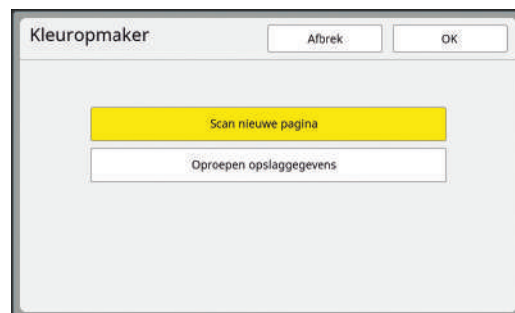 Kleuropmaker
Afbrek
OK
Scan nieuwe pagina
Oproepen opslaggegevens